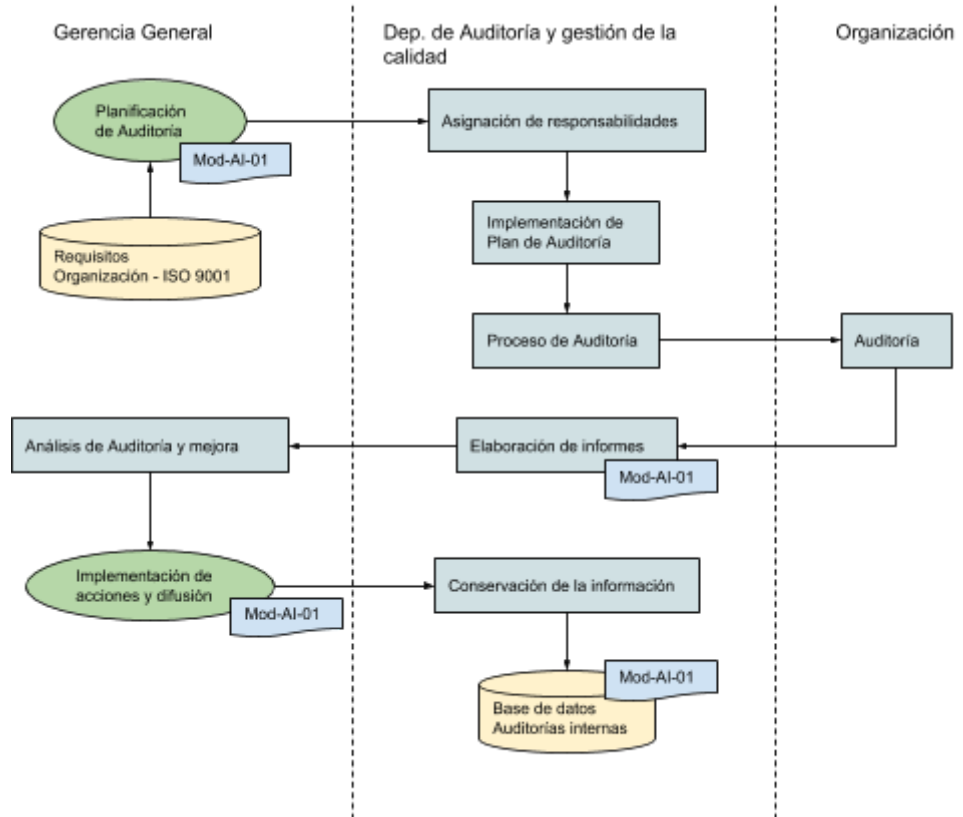 Gerencia General
Dep. de Auditoría y gestión de la
calidad
Organización
Planificación
de Auditoría
Mod-AI-01
Asignación de responsabilidades
Implementación de
Plan de Auditoría
Requisitos
Organización - ISO 9001
Proceso de Auditoría
Auditoría
Análisis de Auditoría y mejora
Elaboración de informes
Mod-AI-01
Implementación de
acciones y difusión
Mod-AI-01
Conservación de la información
Mod-AI-01
Base de datos
Auditorías internas